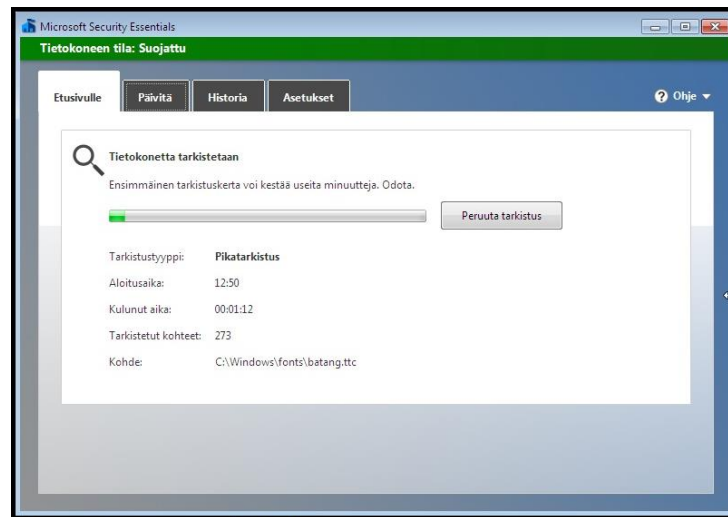 Microsoft Security Essentials
Tietokoneen tila: Suojattu
Etusivulle Päivitä Historia Asetukset Ohje
Tietokonetta tarkistetaan
Ensimmäinen tarkistuskerta voi kestää useita minuutteja. Odota.
Peruuta tarkistus
Tarkistustyyppi: Pikatarkistus
Aloitusaika: 12:50
Kulunut aika: 00:01:12
Tarkistetut kohteet: 273
Kohde: C:\Windows\fonts\batang.ttc